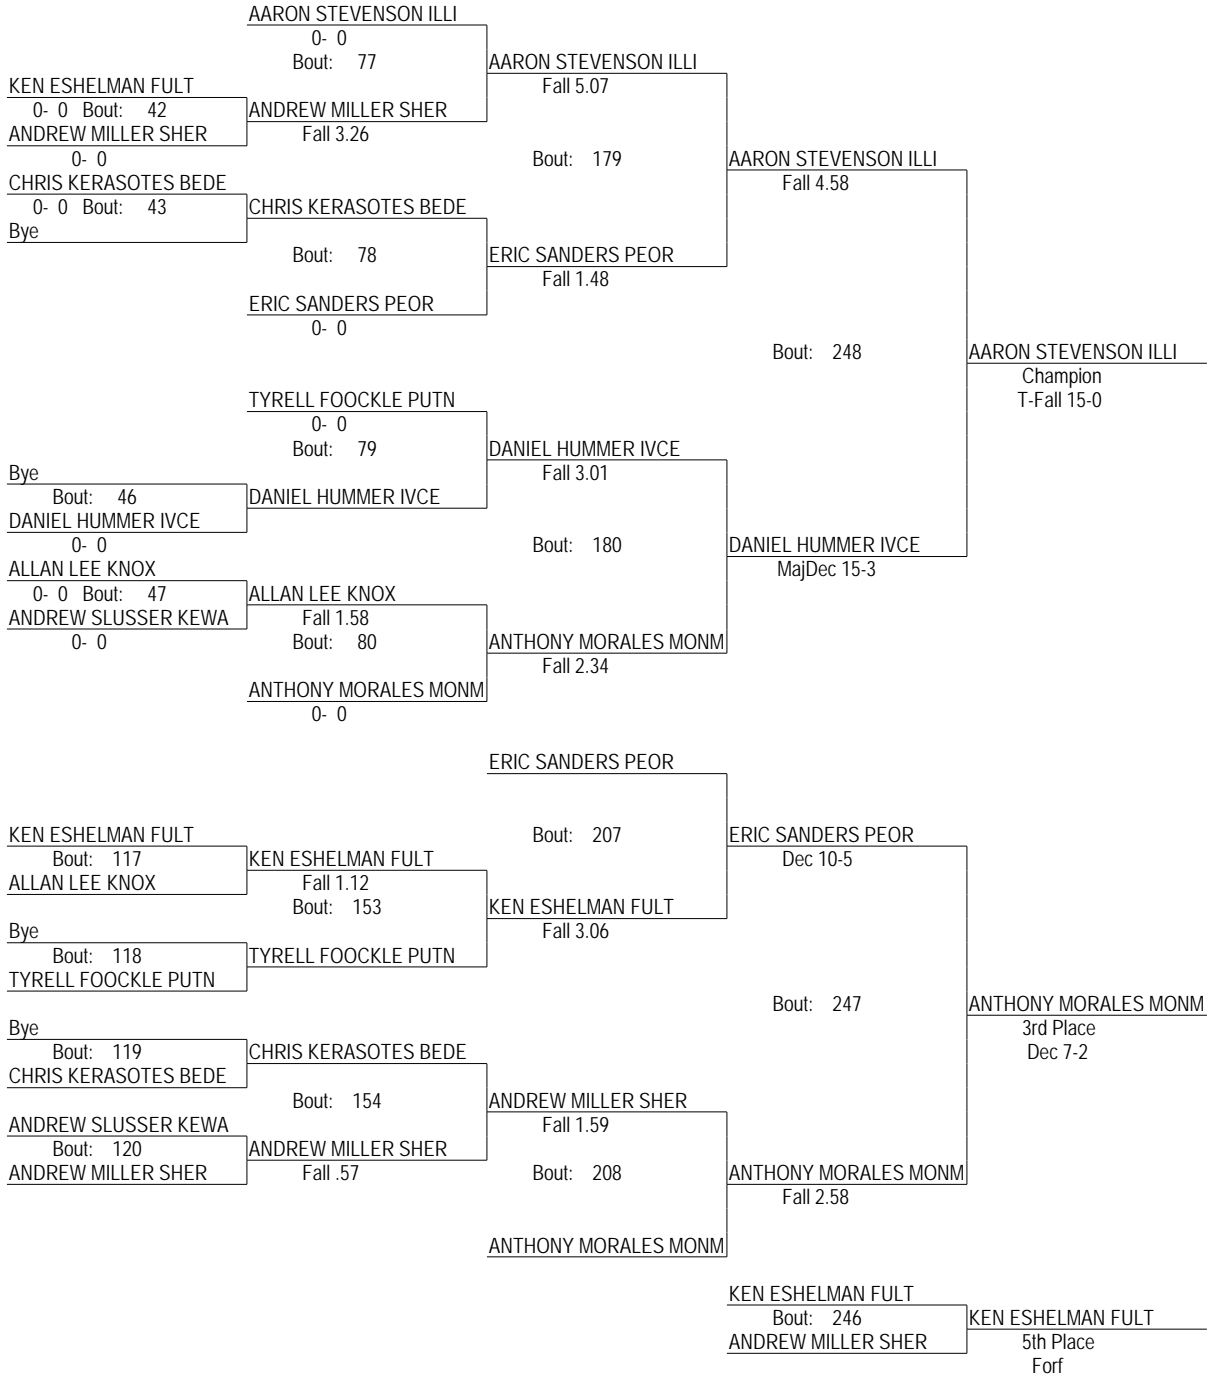 AARON STEVENSON ILLI
0- 0
Bout: 77
AARON STEVENSON ILLI
Fall 5.07
KEN ESHELMAN FULT
0- 0 Bout: 42
ANDREW MILLER SHER
Fall 3.26
ANDREW MILLER SHER
0- 0
Bout: 179
AARON STEVENSON ILLI
Fall 4.58
CHRIS KERASOTES BEDE
0- 0 Bout: 43
CHRIS KERASOTES BEDE
Bye
Bout: 78
ERIC SANDERS PEOR
Fall 1.48
ERIC SANDERS PEOR
0- 0
Bout: 248
AARON STEVENSON ILLI
Champion
T-Fall 15-0
TYRELL FOOCKLE PUTN
0- 0
Bout: 79
DANIEL HUMMER IVCE
Fall 3.01
Bye
Bout: 46
DANIEL HUMMER IVCE
DANIEL HUMMER IVCE
0- 0
Bout: 180
DANIEL HUMMER IVCE
MajDec 15-3
ALLAN LEE KNOX
0- 0 Bout: 47
ALLAN LEE KNOX
Fall 1.58
ANDREW SLUSSER KEWA
0- 0
Bout: 80
ANTHONY MORALES MONM
Fall 2.34
ANTHONY MORALES MONM
0- 0
ERIC SANDERS PEOR
Bout: 207
ERIC SANDERS PEOR
Dec 10-5
KEN ESHELMAN FULT
Bout: 117
KEN ESHELMAN FULT
Fall 1.12
ALLAN LEE KNOX
Bout: 153
KEN ESHELMAN FULT
Fall 3.06
Bye
Bout: 118
TYRELL FOOCKLE PUTN
TYRELL FOOCKLE PUTN
Bout: 247
ANTHONY MORALES MONM
3rd Place
Dec 7-2
Bye
Bout: 119
CHRIS KERASOTES BEDE
CHRIS KERASOTES BEDE
Bout: 154
ANDREW MILLER SHER
Fall 1.59
ANDREW SLUSSER KEWA
Bout: 120
ANDREW MILLER SHER
Fall .57
ANDREW MILLER SHER
Bout: 208
ANTHONY MORALES MONM
Fall 2.58
ANTHONY MORALES MONM
KEN ESHELMAN FULT
Bout: 246
KEN ESHELMAN FULT
ANDREW MILLER SHER
5th Place
Forf